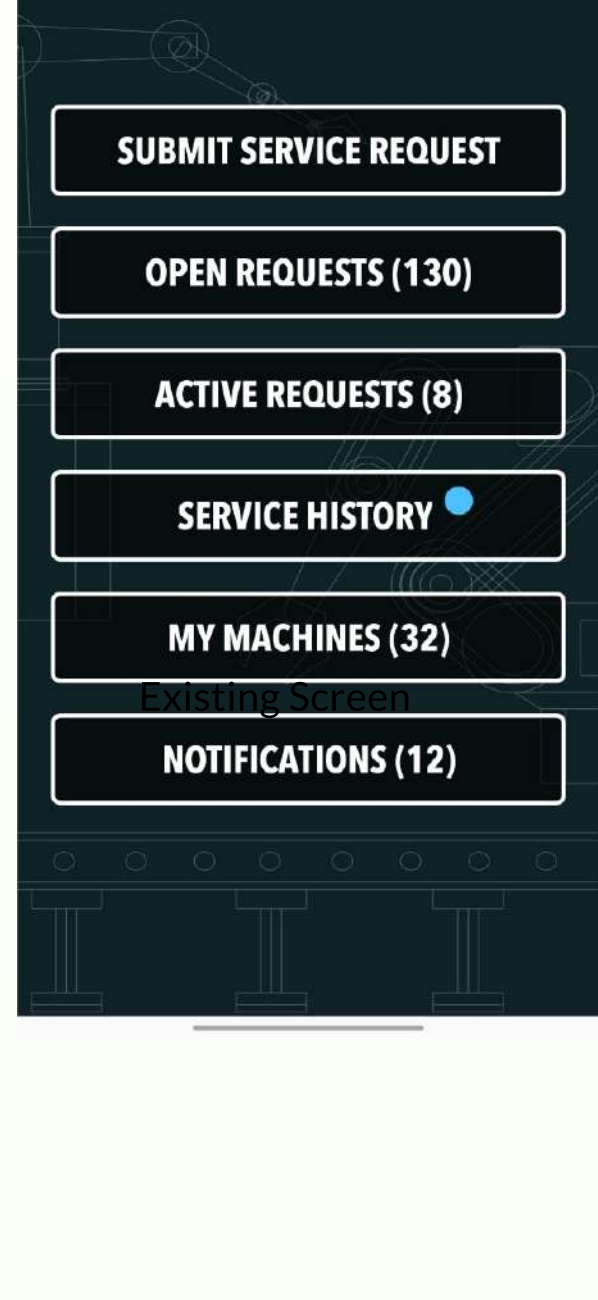 SUBMIT SERVICE REQUEST
OPEN REQUESTS (130)
ACTIVE REQUESTS (8)
SERVICE HISTORY
MY MACHINES (32)
Existing Screen
NOTIFICATIONS (12)